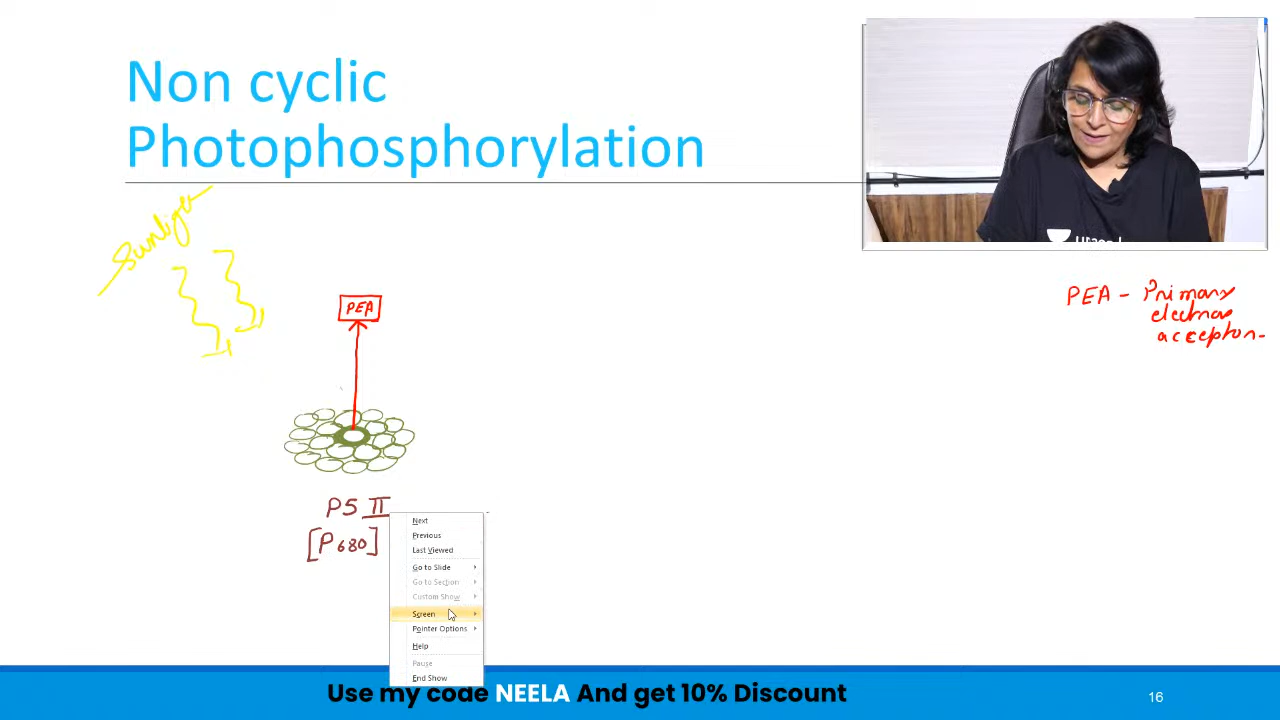 Non cyclic
Photophosphorylation
Sunlight
PEA
PEA - Primary
electron
acceptor
PS II
[P680]
Next
Previous
Last Viewed
Go to Slide
Go to Section
Custom Show
Screen
Pointer Options
Help
Pause
End Show
Use my code NEELA And get 10% Discount
16